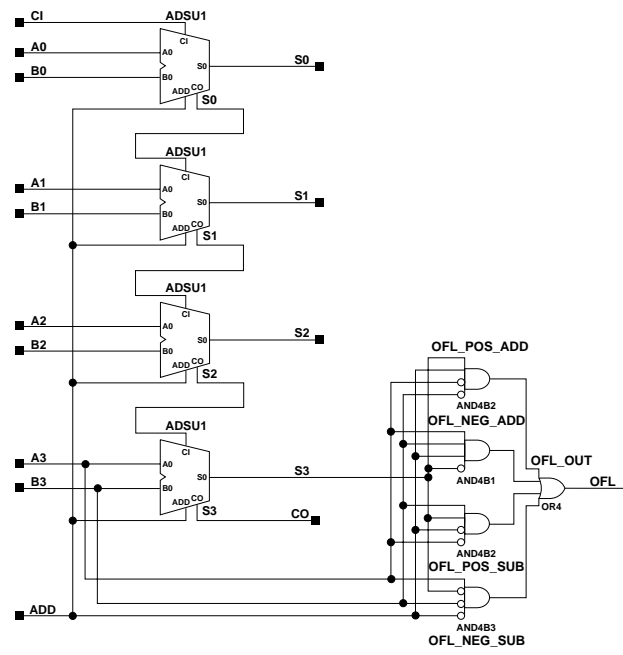 CI
ADSU1
CI
A0
A0
S0
S0
B0
B0
ADD
CO
S0
ADSU1
CI
A1
A0
S0
S1
B1
B0
ADD
CO
S1
ADSU1
CI
A2
A0
S0
S2
B2
B0
ADD
CO
S2
ADSU1
CI
A3
A0
S0
S3
B3
B0
ADD
CO
S3
CO
ADD
OFL_POS_ADD
AND4B2
OFL_NEG_ADD
AND4B1
OFL_OUT
OFL
OR4
AND4B2
OFL_POS_SUB
AND4B3
OFL_NEG_SUB